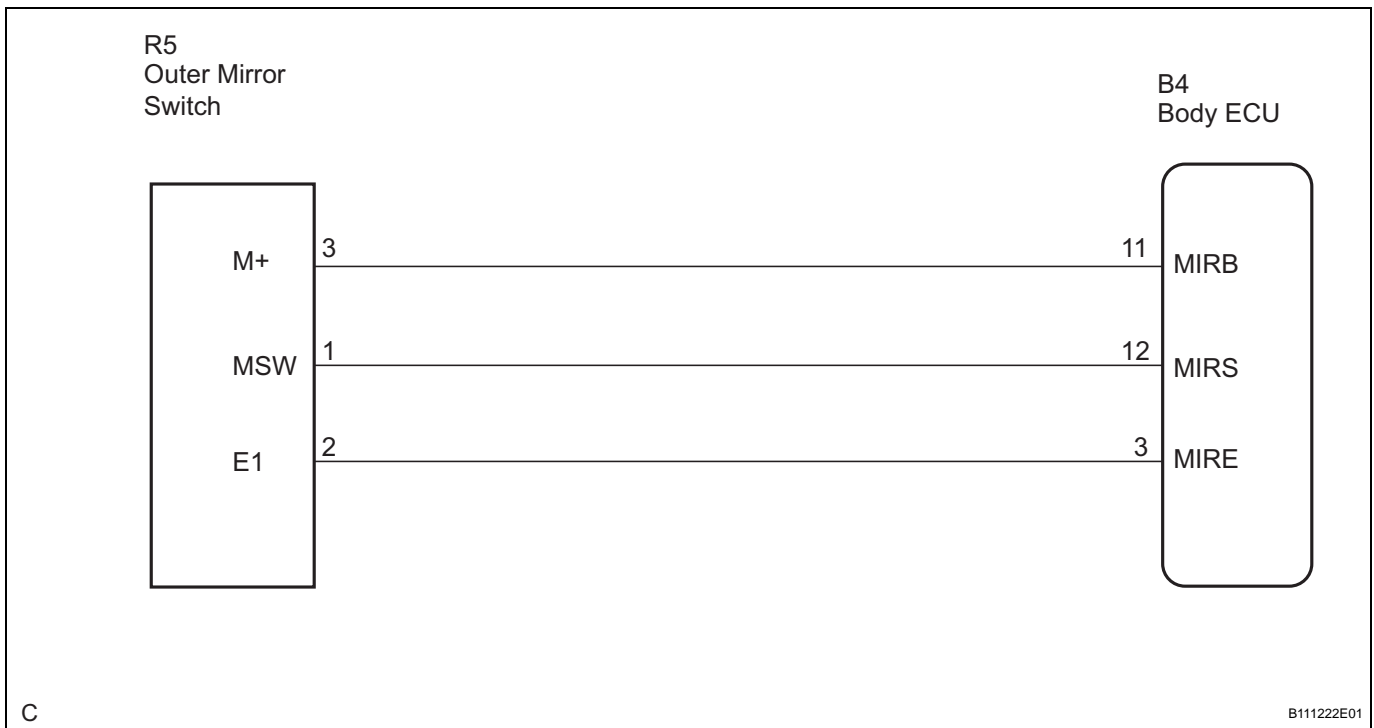 R5
Outer Mirror
Switch
B4
Body ECU
M+
3
11
MIRB
MSW
1
12
MIRS
E1
2
3
MIRE
C
B111222E01